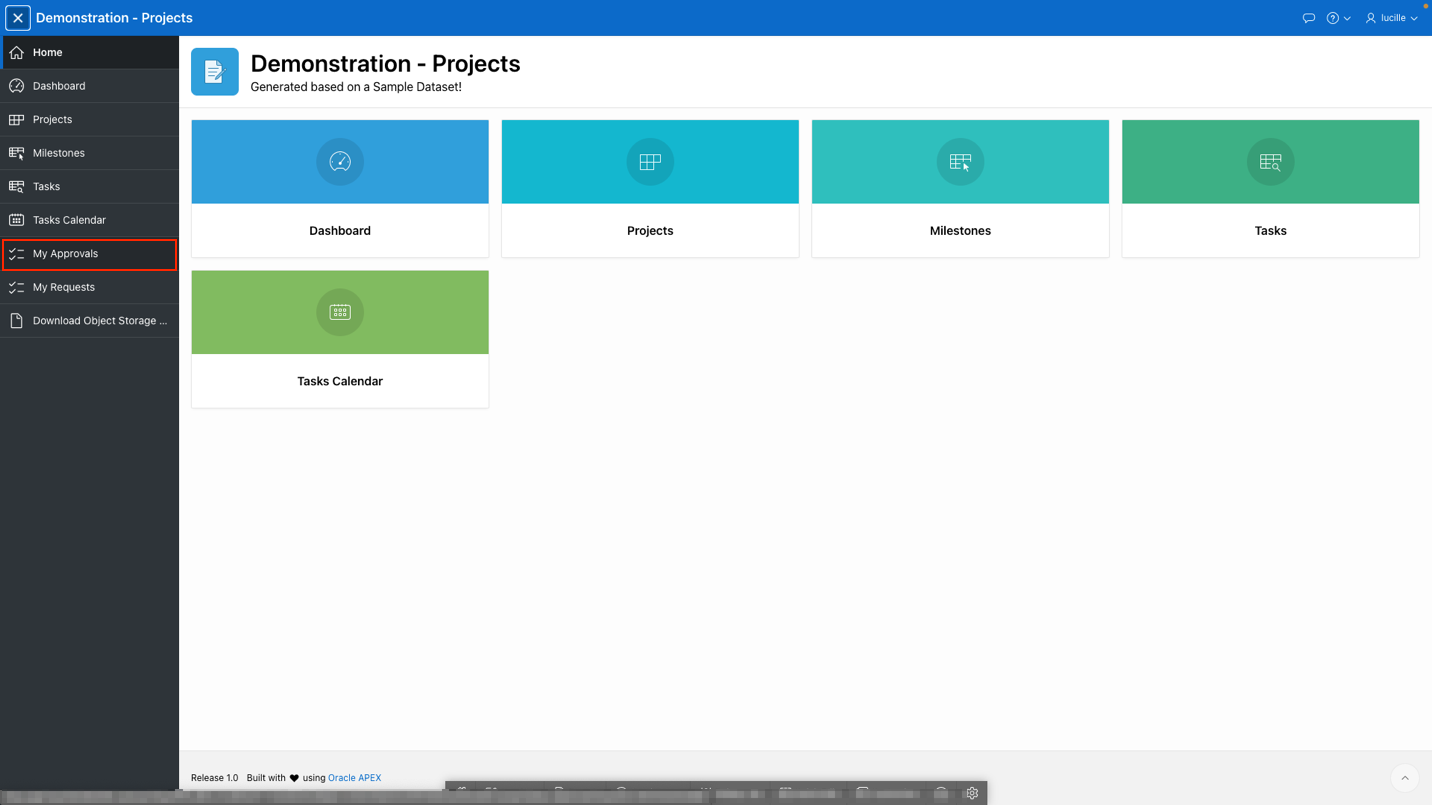 Demonstration - Projects
lucille
Home
Dashboard
Projects
Milestones
Tasks
Tasks Calendar
My Approvals
My Requests
Download Object Storage ...
Demonstration - Projects
Generated based on a Sample Dataset!
Dashboard
Projects
Milestones
Tasks
Tasks Calendar
Release 1.0 Built with ♥ using Oracle APEX